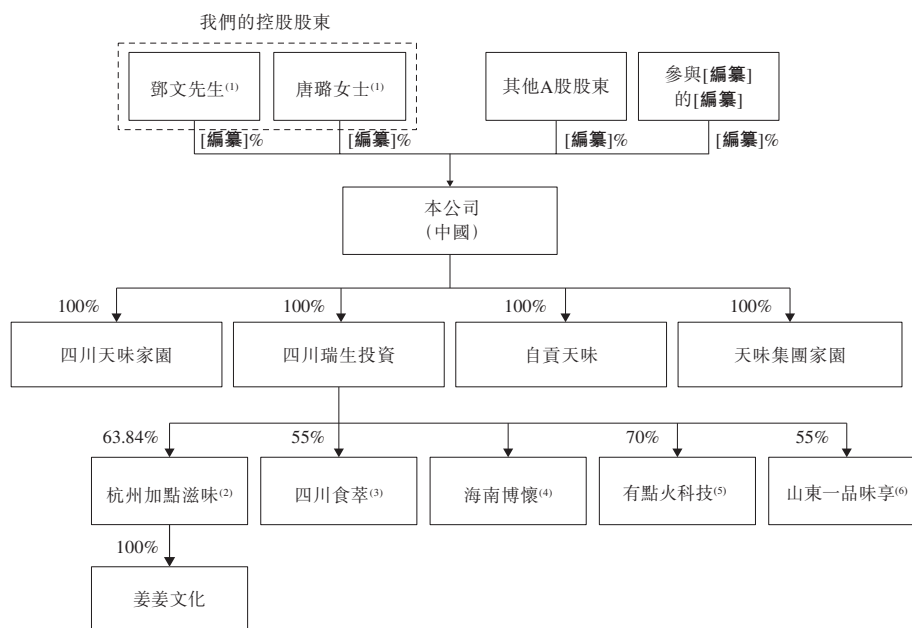 我們的控股股東
鄧文先生(1)
唐璐女士(1)
其他A股股東
參與[編纂]
的[編纂]
[編纂]%
[編纂]%
[編纂]%
[編纂]%
本公司
(中國)
100%
100%
100%
100%
四川天味家園
四川瑞生投資
自貢天味
天味集團家園
63.84%
55%
70%
55%
杭州加點滋味(2)
四川食萃(3)
海南博懷(4)
有點火科技(5)
山東一品味享(6)
100%
姜姜文化